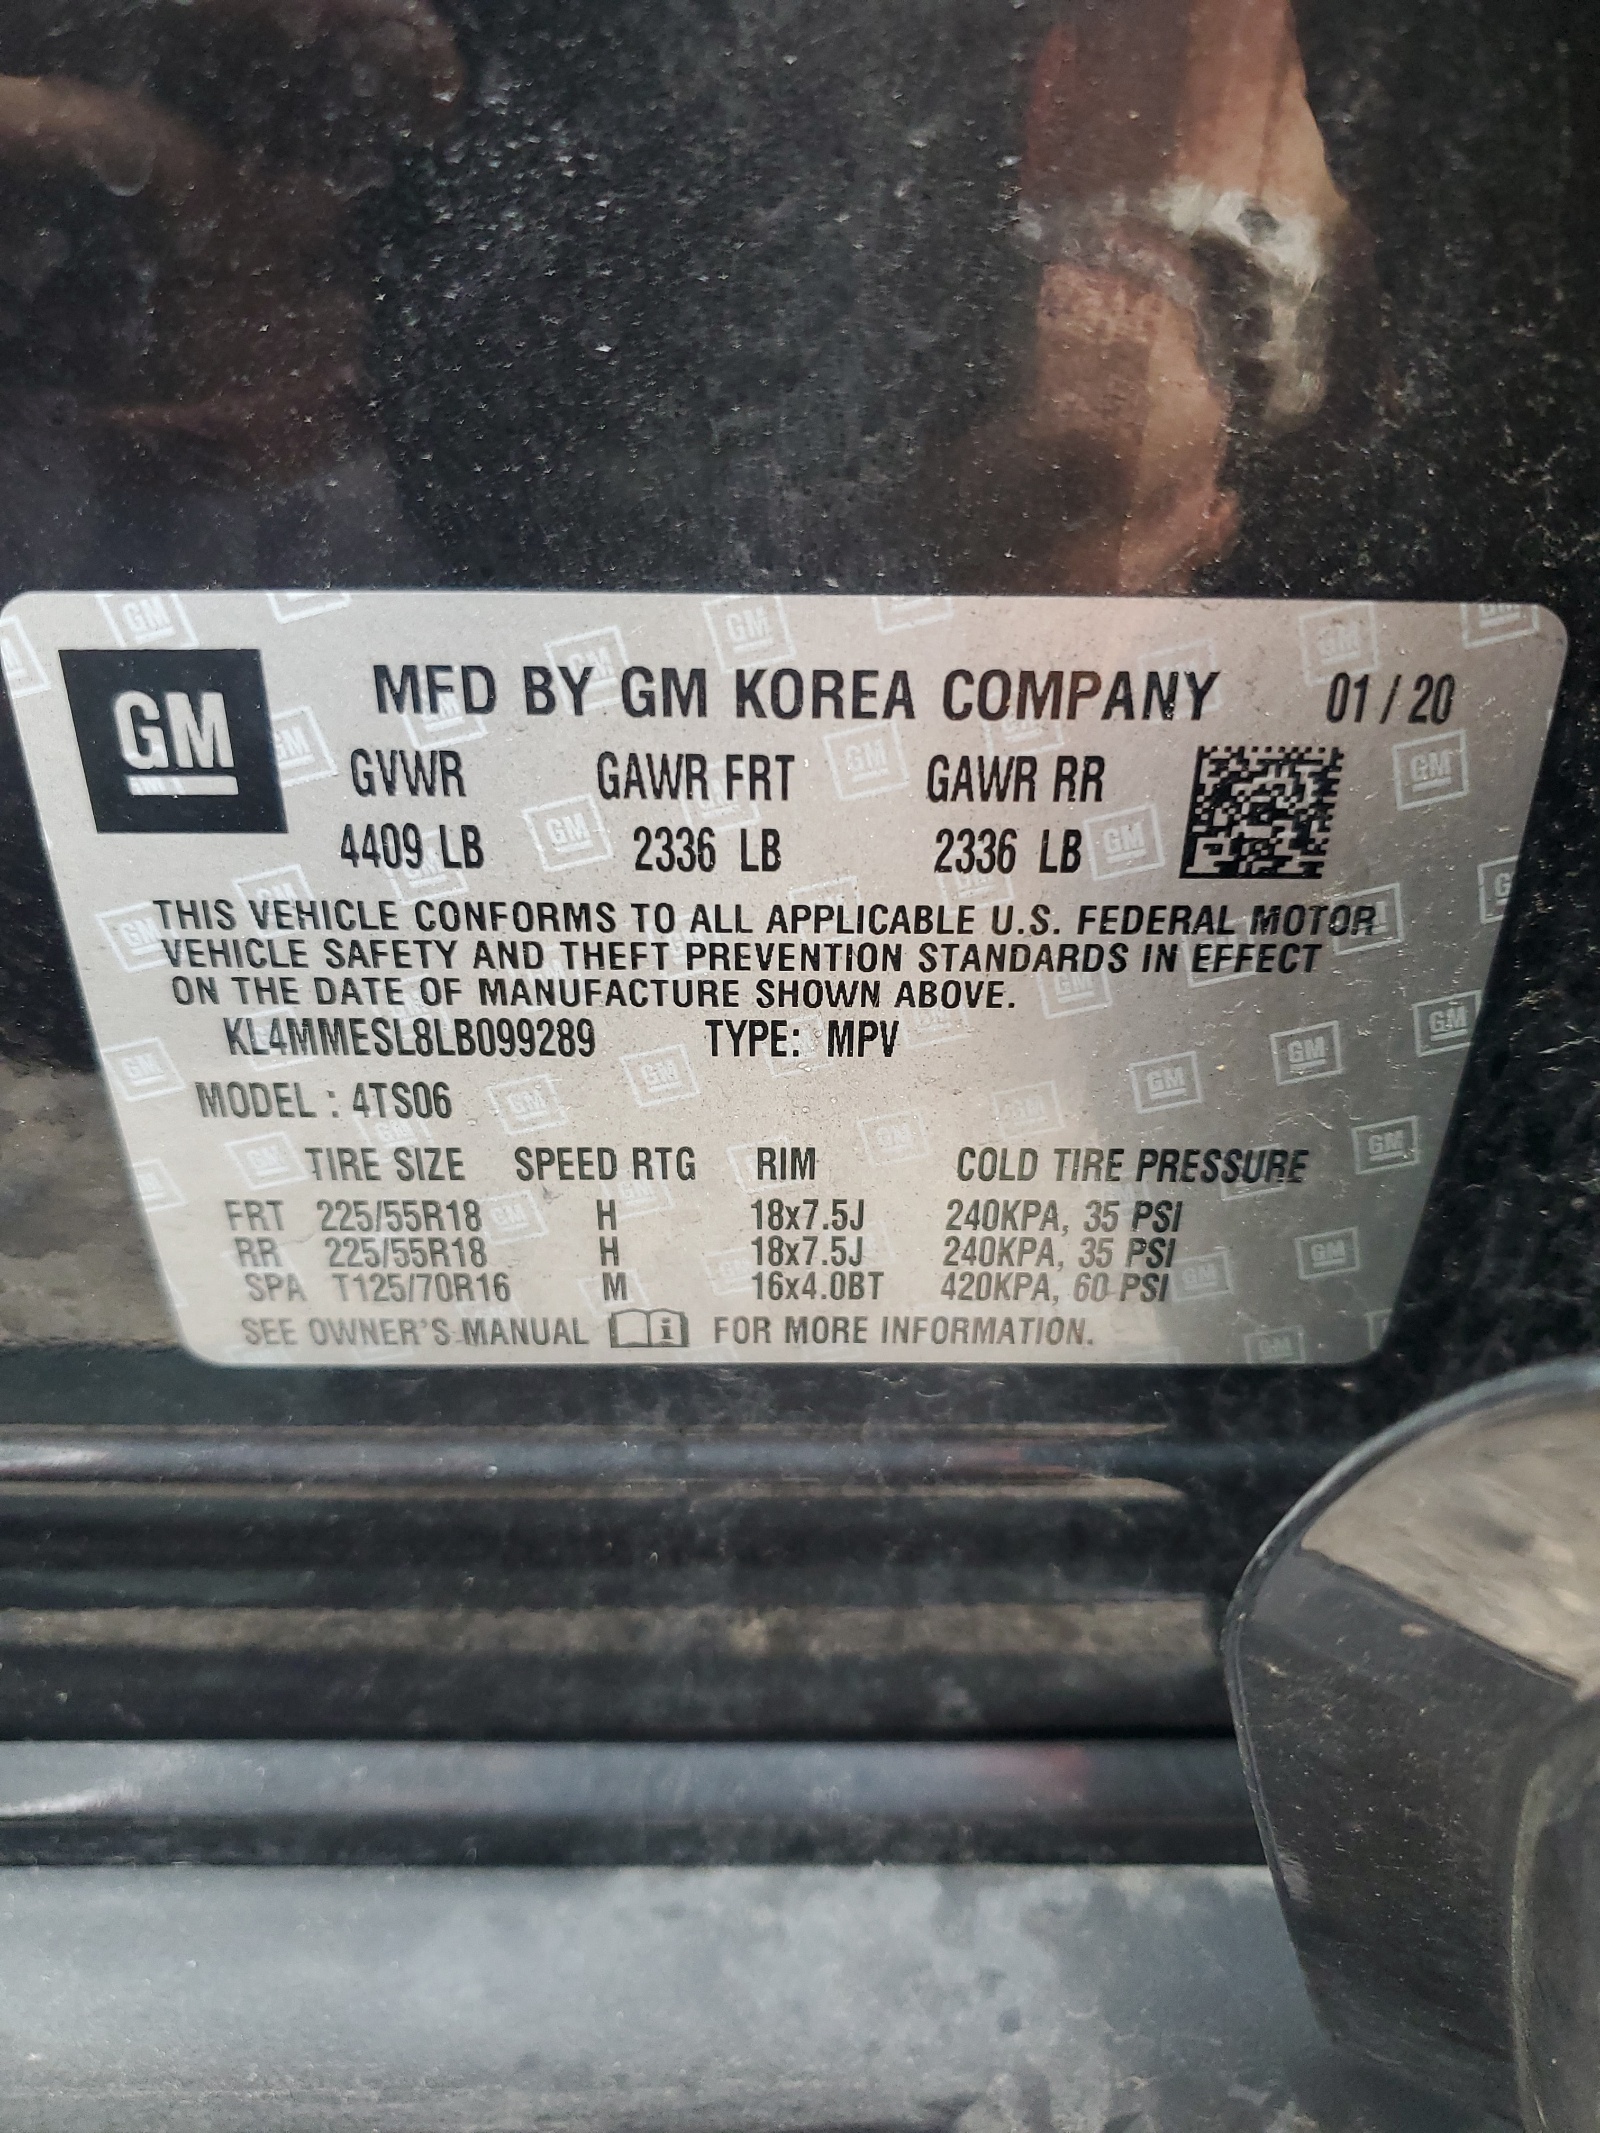 GM
MFD BY GM KOREA COMPANY 01 / 20
GVWR GAWR FRT GAWR RR
4409 LB 2336 LB 2336 LB
THIS VEHICLE CONFORMS TO ALL APPLICABLE U.S. FEDERAL MOTOR
VEHICLE SAFETY AND THEFT PREVENTION STANDARDS IN EFFECT
ON THE DATE OF MANUFACTURE SHOWN ABOVE.
KL4MMESL8LB099289 TYPE: MPV
MODEL : 4TS06
TIRE SIZE SPEED RTG RIM COLD TIRE PRESSURE
FRT 225/55R18 H 18x7.5J 240KPA, 35 PSI
RR 225/55R18 H 18x7.5J 240KPA, 35 PSI
SPA T125/70R16 M 16x4.0BT 420KPA, 60 PSI
SEE OWNER'S MANUAL i FOR MORE INFORMATION.